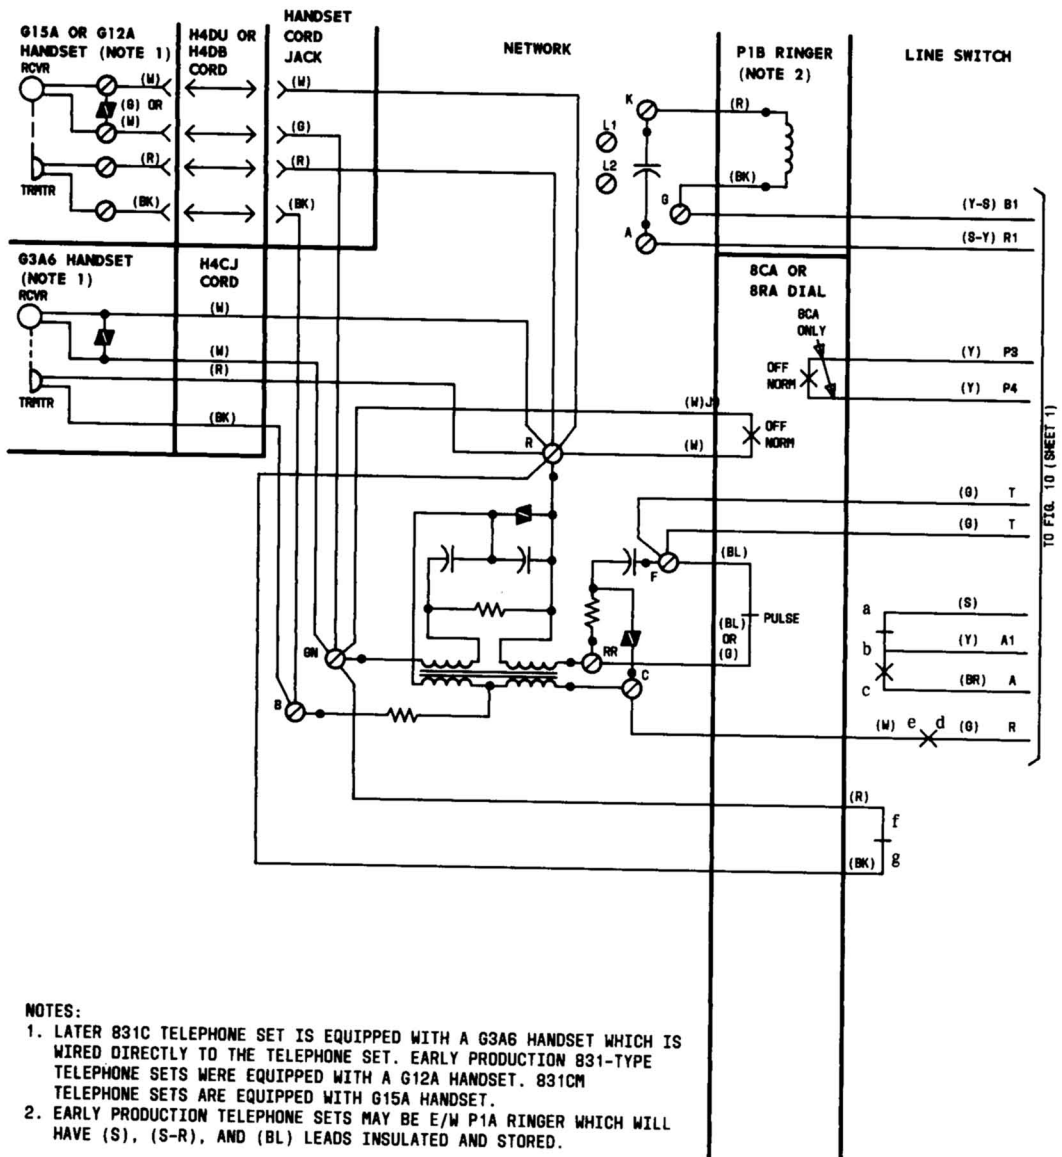 G15A OR G12A
HANDSET (NOTE 1)
RCVR
(W)
(G) OR
(W)
(R)
TRMTR
(BK)
H4DU OR
H4DB
CORD
HANDSET
CORD
JACK
(W)
(G)
(R)
(BK)
NETWORK
K
L1
L2
G
A
P1B RINGER
(NOTE 2)
(R)
(BK)
LINE SWITCH
(Y-S) B1
(S-Y) R1
G3A6 HANDSET
(NOTE 1)
RCVR
TRMTR
H4CJ
CORD
(W)
(W)
(R)
(BK)
8CA OR
8RA DIAL
8CA
ONLY
OFF
NORM
(Y) P3
(Y) P4
R
(W)
(W)
OFF
NORM
(G) T
(G) T
F
(BL)
PULSE
(BL)
OR
(G)
RR
C
GN
B
a
b
c
(S)
(Y) A1
(BR) A
(W) e d (G) R
(R)
f
g
(BK)
TO FIG. 10 (SHEET 1)
NOTES:
1. LATER 831C TELEPHONE SET IS EQUIPPED WITH A G3A6 HANDSET WHICH IS
WIRED DIRECTLY TO THE TELEPHONE SET. EARLY PRODUCTION 831-TYPE
TELEPHONE SETS WERE EQUIPPED WITH A G12A HANDSET. 831CM
TELEPHONE SETS ARE EQUIPPED WITH G15A HANDSET.
2. EARLY PRODUCTION TELEPHONE SETS MAY BE E/W P1A RINGER WHICH WILL
HAVE (S), (S-R), AND (BL) LEADS INSULATED AND STORED.